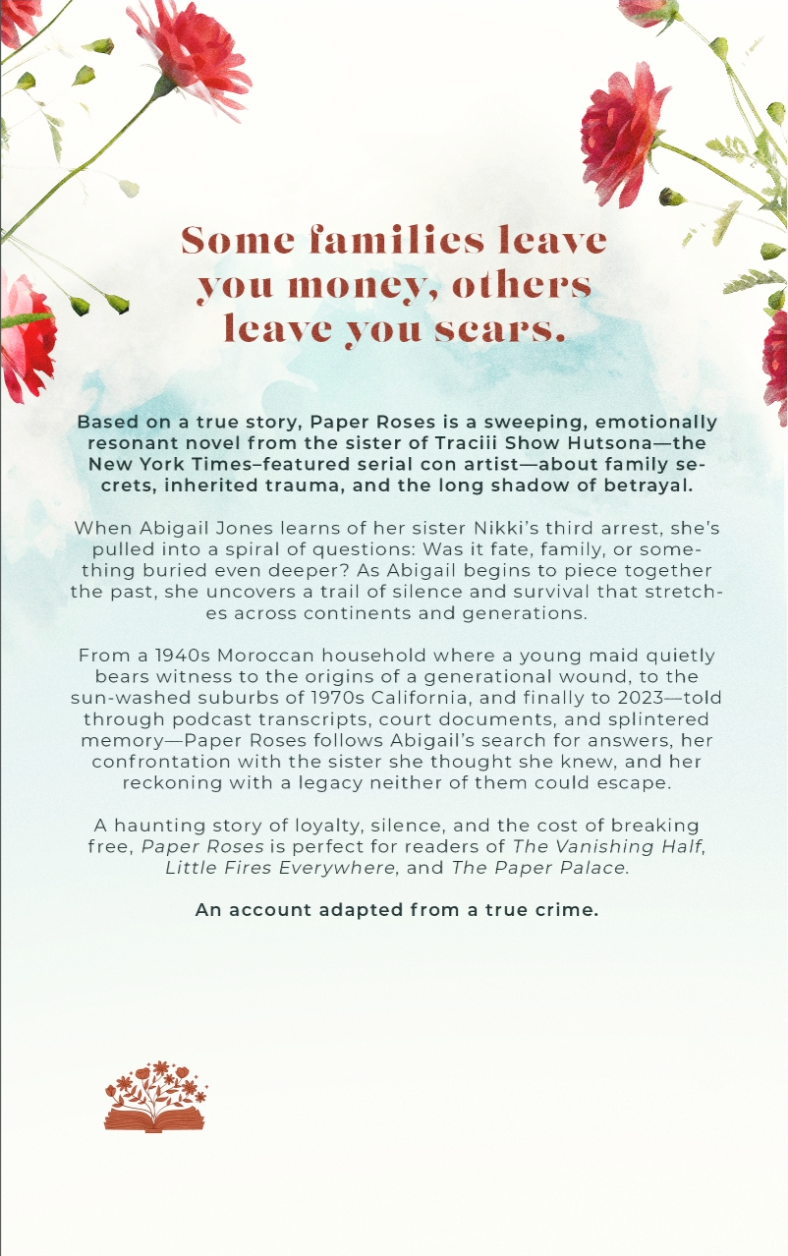 Some families leave
you money, others
leave you scars.
Based on a true story, Paper Roses is a sweeping, emotionally
resonant novel from the sister of Traciii Show Hutsona—the
New York Times–featured serial con artist—about family se-
crets, inherited trauma, and the long shadow of betrayal.
When Abigail Jones learns of her sister Nikki's third arrest, she's
pulled into a spiral of questions: Was it fate, family, or some-
thing buried even deeper? As Abigail begins to piece together
the past, she uncovers a trail of silence and survival that stretch-
es across continents and generations.
From a 1940s Moroccan household where a young maid quietly
bears witness to the origins of a generational wound, to the
sun-washed suburbs of 1970s California, and finally to 2023—told
through podcast transcripts, court documents, and splintered
memory—Paper Roses follows Abigail's search for answers, her
confrontation with the sister she thought she knew, and her
reckoning with a legacy neither of them could escape.
A haunting story of loyalty, silence, and the cost of breaking
free, Paper Roses is perfect for readers of The Vanishing Half,
Little Fires Everywhere, and The Paper Palace.
An account adapted from a true crime.